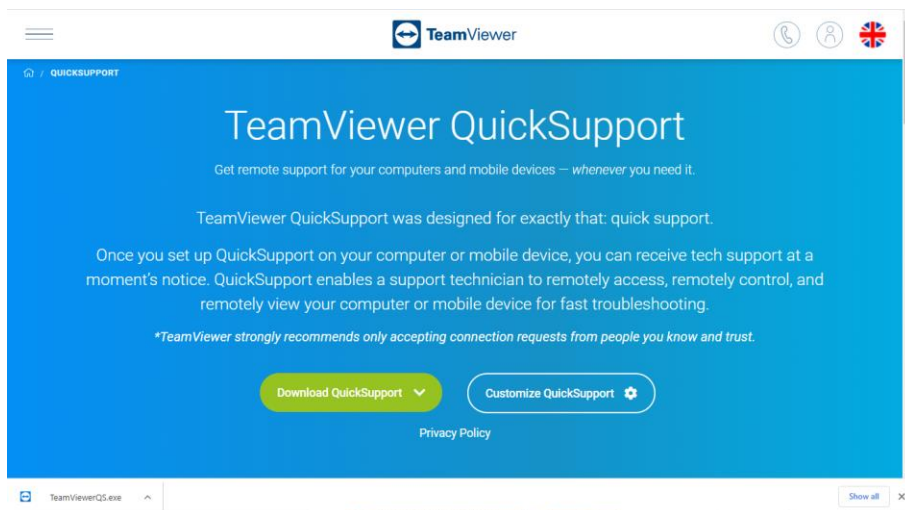 TeamViewer
/ QUICKSUPPORT
TeamViewer QuickSupport
Get remote support for your computers and mobile devices — whenever you need it.
TeamViewer QuickSupport was designed for exactly that: quick support.
Once you set up QuickSupport on your computer or mobile device, you can receive tech support at a
moment's notice. QuickSupport enables a support technician to remotely access, remotely control, and
remotely view your computer or mobile device for fast troubleshooting.
*TeamViewer strongly recommends only accepting connection requests from people you know and trust.
Download QuickSupport
Customize QuickSupport
Privacy Policy
TeamViewerQS.exe
Show all